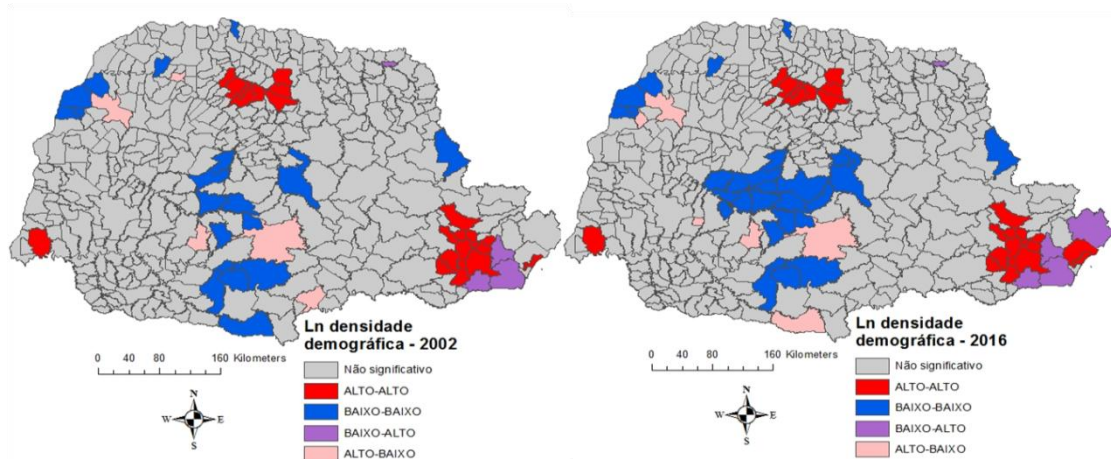 Ln densidade
demográfica - 2002
0 40 80 160 Kilometers
Não significativo
ALTO-ALTO
BAIXO-BAIXO
BAIXO-ALTO
ALTO-BAIXO
N
W E
S
Ln densidade
demográfica - 2016
0 40 80 160 Kilometers
Não significativo
ALTO-ALTO
BAIXO-BAIXO
BAIXO-ALTO
ALTO-BAIXO
N
W E
S